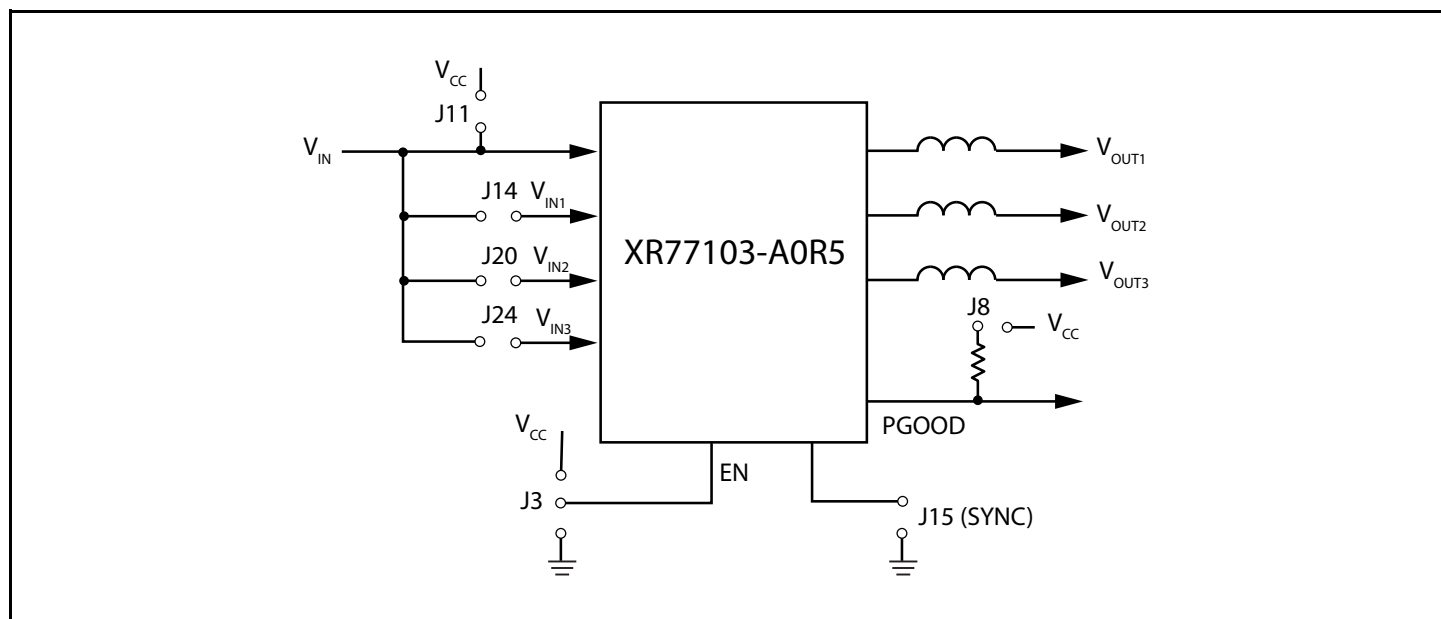 VCC
J11
VIN
VOUT1
J14 VIN1
VOUT2
J20 VIN2
XR77103-A0R5
VOUT3
J24 VIN3
J8
VCC
PGOOD
VCC
EN
J3
J15 (SYNC)